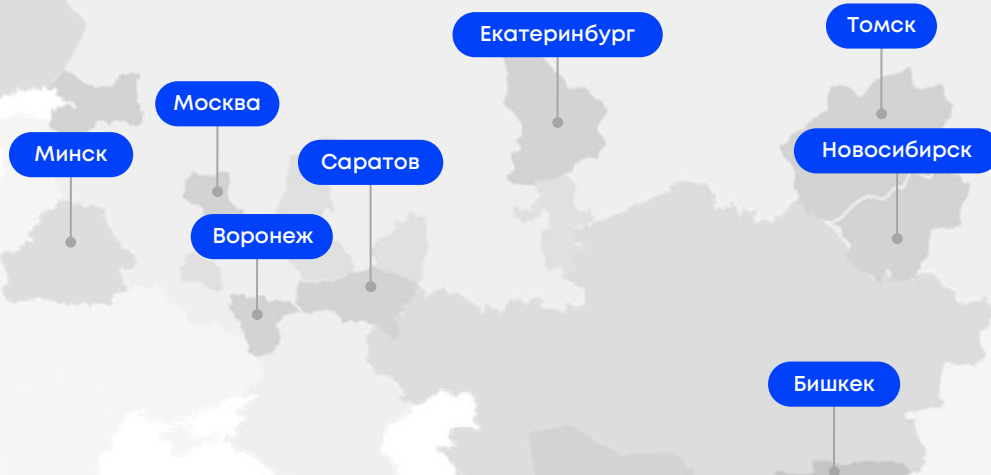 Екатеринбург
Томск
Москва
Минск
Саратов
Новосибирск
Воронеж
Бишкек